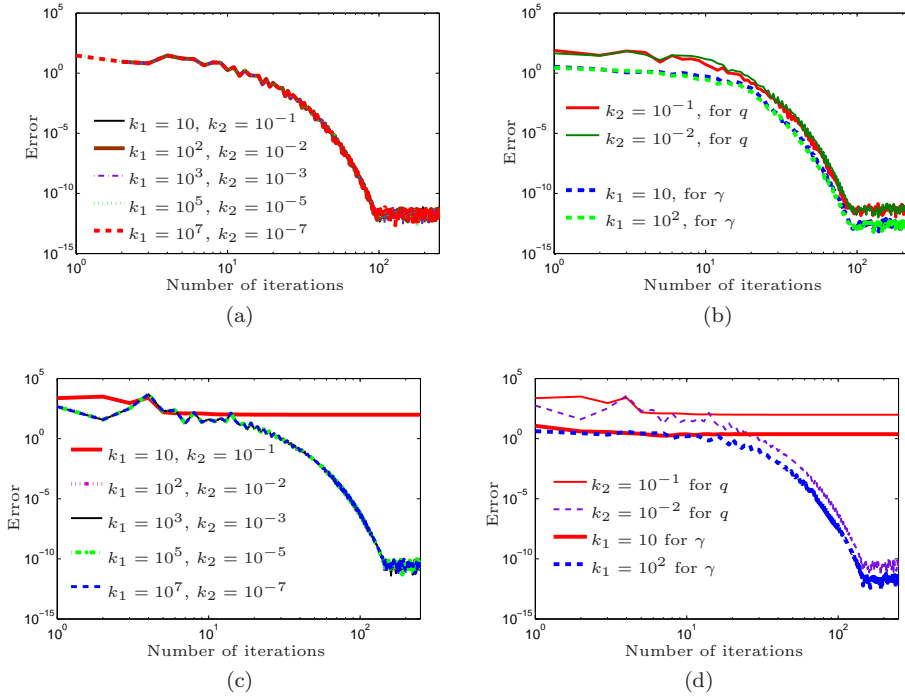 10^5
10^0
10^-5
10^-10
10^-15
Error
k_1 = 10, k_2 = 10^-1
k_1 = 10^2, k_2 = 10^-2
k_1 = 10^3, k_2 = 10^-3
k_1 = 10^5, k_2 = 10^-5
k_1 = 10^7, k_2 = 10^-7
10^0 10^1 10^2
Number of iterations
(a)
10^5
10^0
10^-5
10^-10
10^-15
Error
k_2 = 10^-1, for q
k_2 = 10^-2, for q
k_1 = 10, for γ
k_1 = 10^2, for γ
10^0 10^1 10^2
Number of iterations
(b)
10^5
10^0
10^-5
10^-10
10^-15
Error
k_1 = 10, k_2 = 10^-1
k_1 = 10^2, k_2 = 10^-2
k_1 = 10^3, k_2 = 10^-3
k_1 = 10^5, k_2 = 10^-5
k_1 = 10^7, k_2 = 10^-7
10^0 10^1 10^2
Number of iterations
(c)
10^5
10^0
10^-5
10^-10
10^-15
Error
k_2 = 10^-1 for q
k_2 = 10^-2 for q
k_1 = 10 for γ
k_1 = 10^2 for γ
10^0 10^1 10^2
Number of iterations
(d)